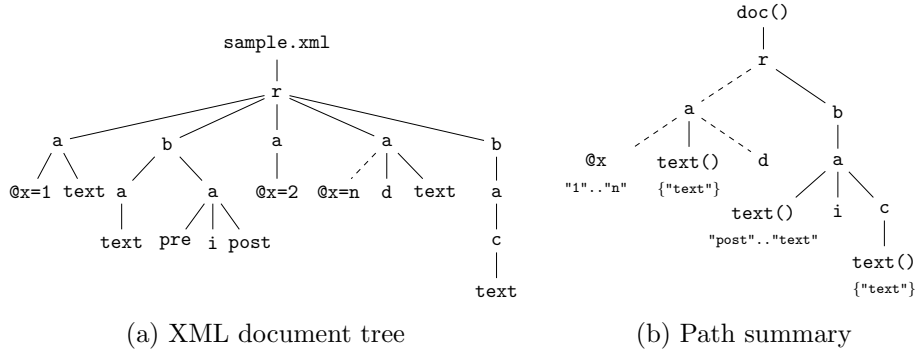 sample.xml
r
a b a a b
@x=1 text a a @x=2 @x=n d text a
text pre i post c
text
(a) XML document tree
doc()
r
a b
@x text() d a
"1".."n" {"text"}
text() i c
"post".."text"
text()
{"text"}
(b) Path summary